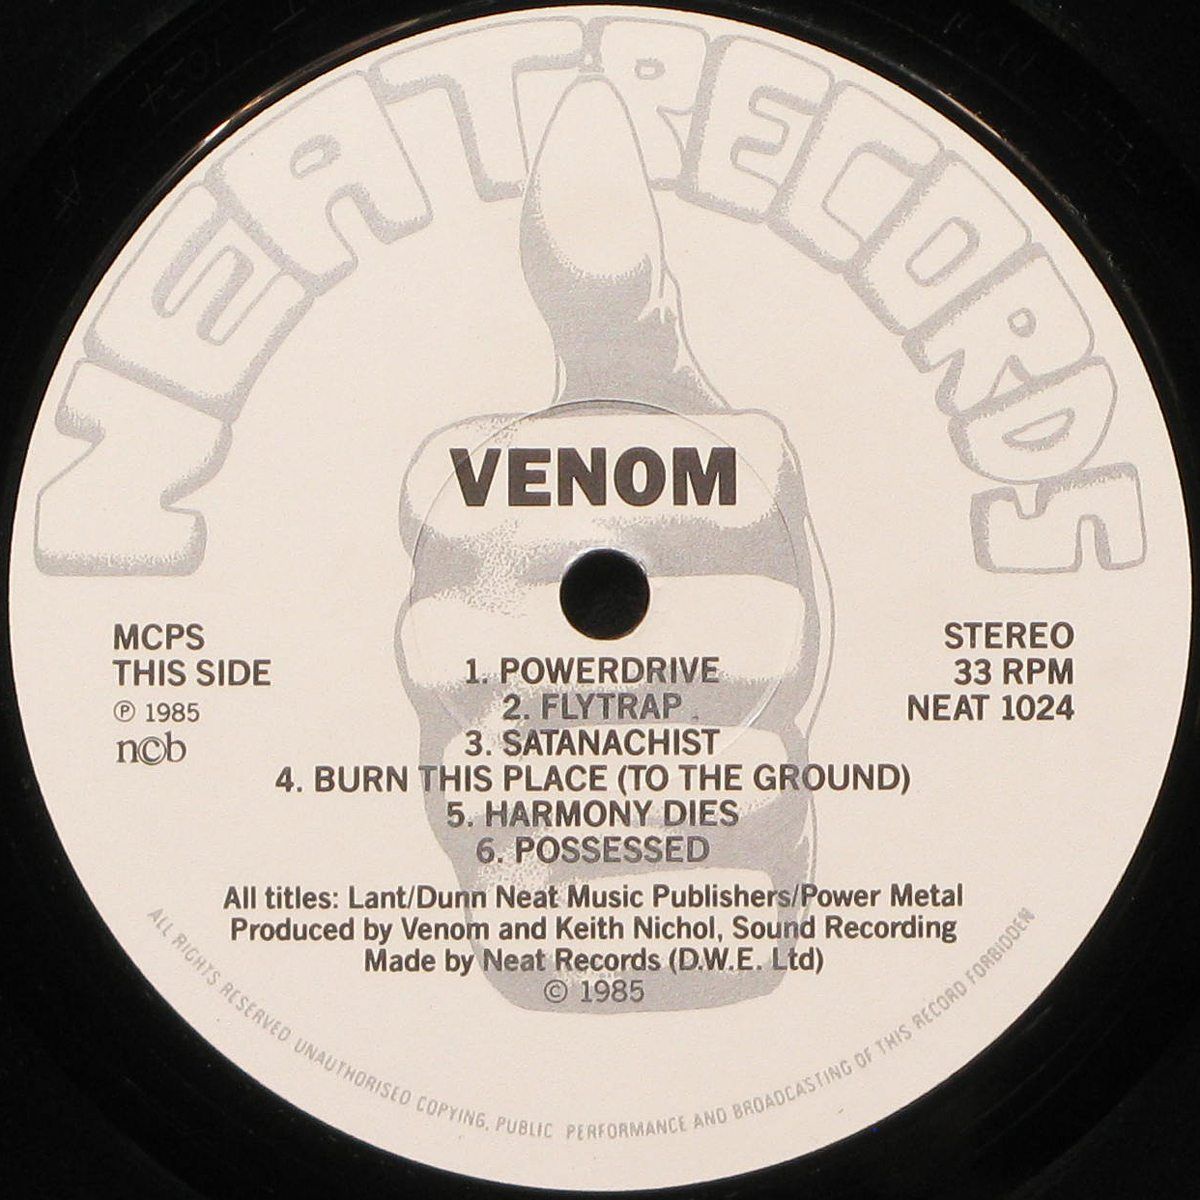 NEAT RECORDS
VENOM
MCPS
THIS SIDE
℗ 1985
n©b
STEREO
33 RPM
NEAT 1024
1. POWERDRIVE
2. FLYTRAP
3. SATANACHIST
4. BURN THIS PLACE (TO THE GROUND)
5. HARMONY DIES
6. POSSESSED
All titles: Lant/Dunn Neat Music Publishers/Power Metal
Produced by Venom and Keith Nichol, Sound Recording
Made by Neat Records (D.W.E. Ltd)
© 1985
ALL RIGHTS RESERVED UNAUTHORISED COPYING, PUBLIC PERFORMANCE AND BROADCASTING OF THIS RECORD FORBIDDEN